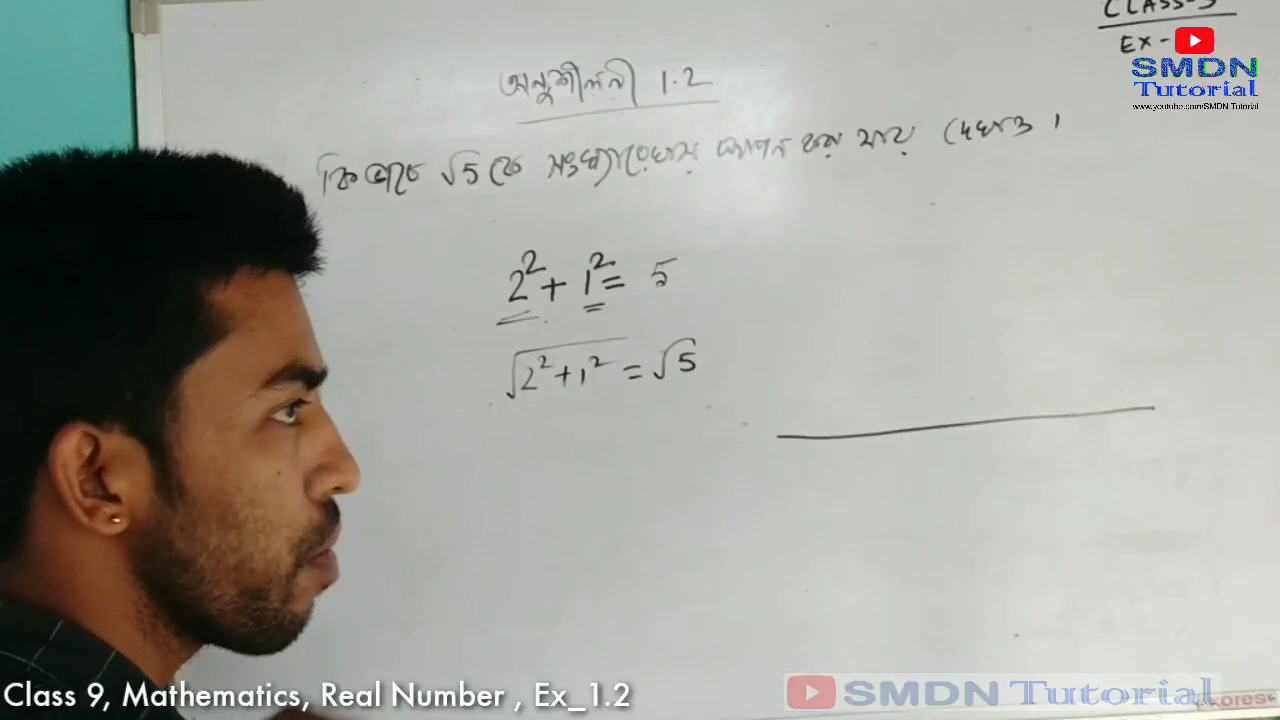 CLASS-9
EX-
SMDN
Tutorial
www.youtube.com/SMDN Tutorial
অনুশীলনী 1.2
কিভাবে √5 কে সংখ্যারেখায় স্থাপন করা যায় দেখাও ।
2² + 1² = 5
√2² + 1² = √5
Class 9, Mathematics, Real Number , Ex_1.2
SMDN Tutorial
kores